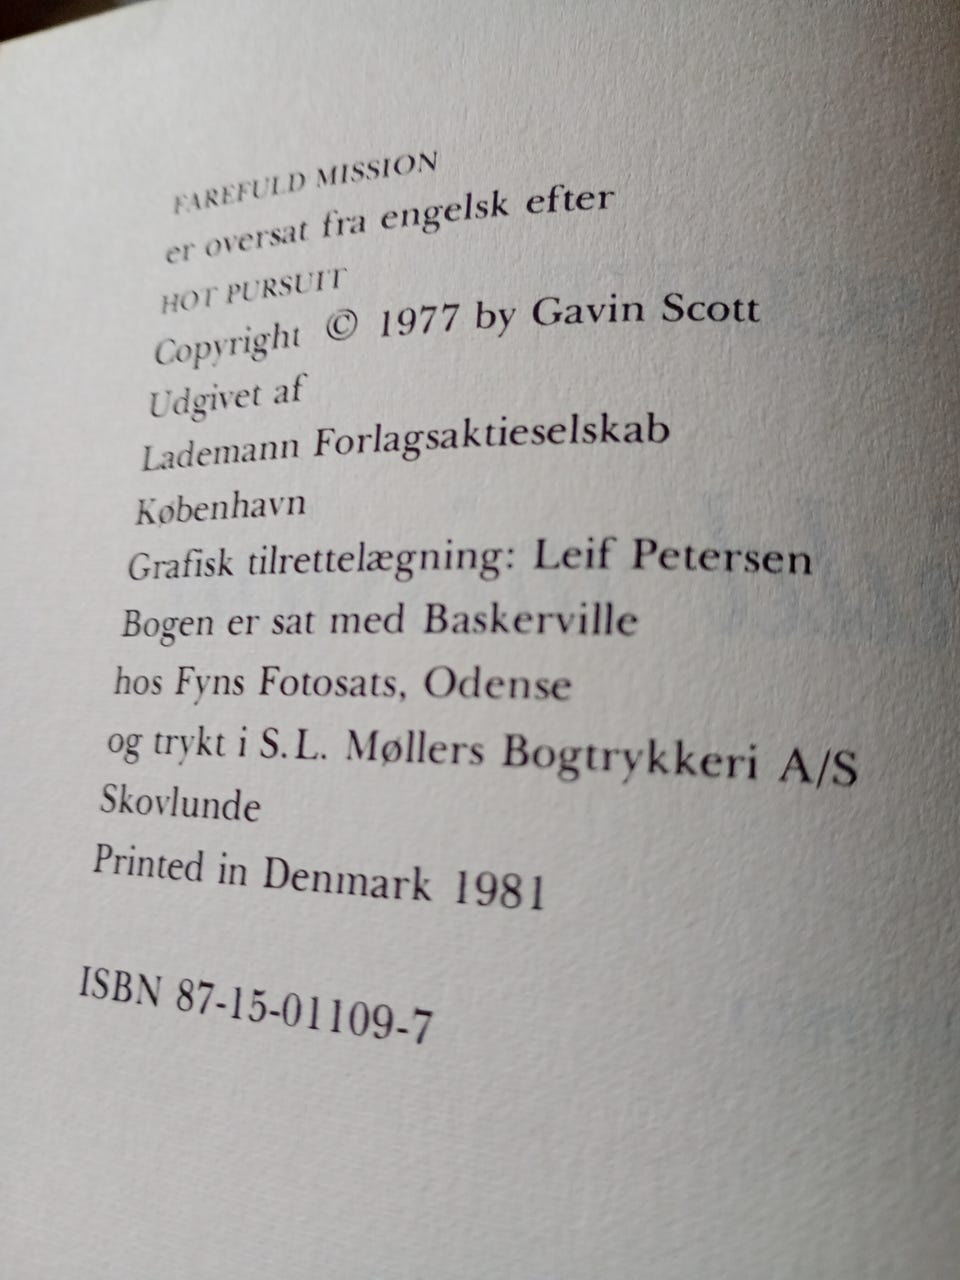 FAREFULD MISSION
er oversat fra engelsk efter
HOT PURSUIT
Copyright © 1977 by Gavin Scott
Udgivet af
Lademann Forlagsaktieselskab
København
Grafisk tilrettelægning: Leif Petersen
Bogen er sat med Baskerville
hos Fyns Fotosats, Odense
og trykt i S.L. Møllers Bogtrykkeri A/S
Skovlunde
Printed in Denmark 1981
ISBN 87-15-01109-7